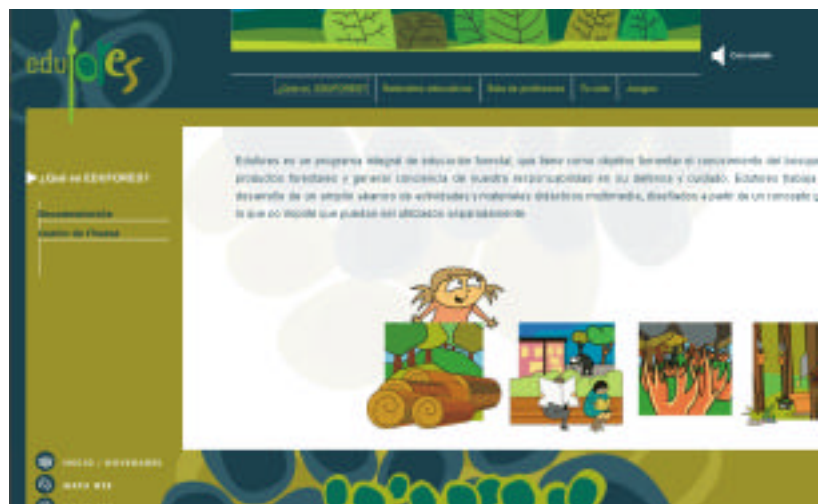 edufores
Con sonido
¿Qué es EDUFORES? Materiales educativos Sala de profesores Tu aula Juegos
¿Qué es EDUFORES?
Edufores es un programa integral de educación forestal, que tiene como objetivo fomentar el conocimiento del bosque
productos forestales y generar conciencia de nuestra responsabilidad en su defensa y cuidado. Edufores trabaja
desarrollo de un amplio abanico de actividades y materiales didácticos multimedia, diseñados a partir de un concepto
lo que no impide que puedan ser utilizados separadamente.
Documentación
INICIO / NOVEDADES
MAPA WEB